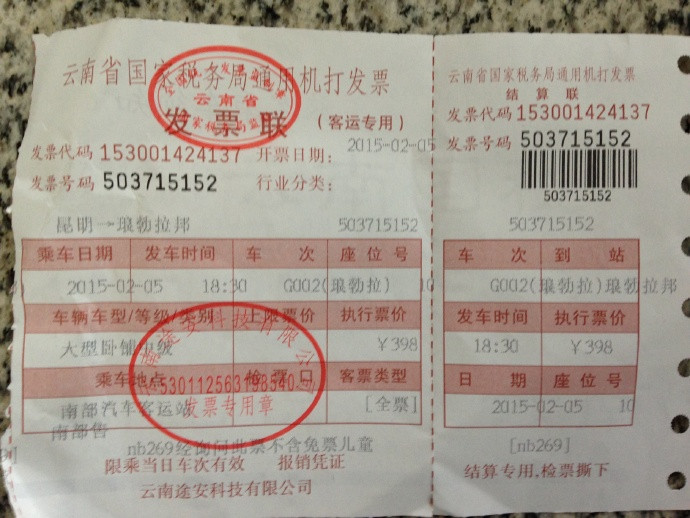 云南省国家税务局通用机打发票
云南省
发票联
(客运专用)
发票代码 153001424137 开票日期: 2015-02-05
发票号码 503715152 行业分类:
昆明—琅勃拉邦 503715152
乘车日期 发车时间 车 次 座位号
2015-02-05 18:30 G002(琅勃拉) 10
车辆车型/等级/类别 上限票价 执行票价
大型卧铺中级 ￥398
乘车地点 检票口 客票类型
南部汽车客运站 [全票]
南部售
发票专用章
nb269经询问此票不含免票儿童
限乘当日车次有效 报销凭证
云南途安科技有限公司
云南省国家税务局通用机打发票
结算联
发票代码 153001424137
发票号码 503715152
503715152
503715152
车 次 到 站
G002(琅勃拉)琅勃拉邦
发车时间 执行票价
18:30 ￥398
日 期 座位号
2015-02-05 10
[nb269]
结算专用,检票撕下